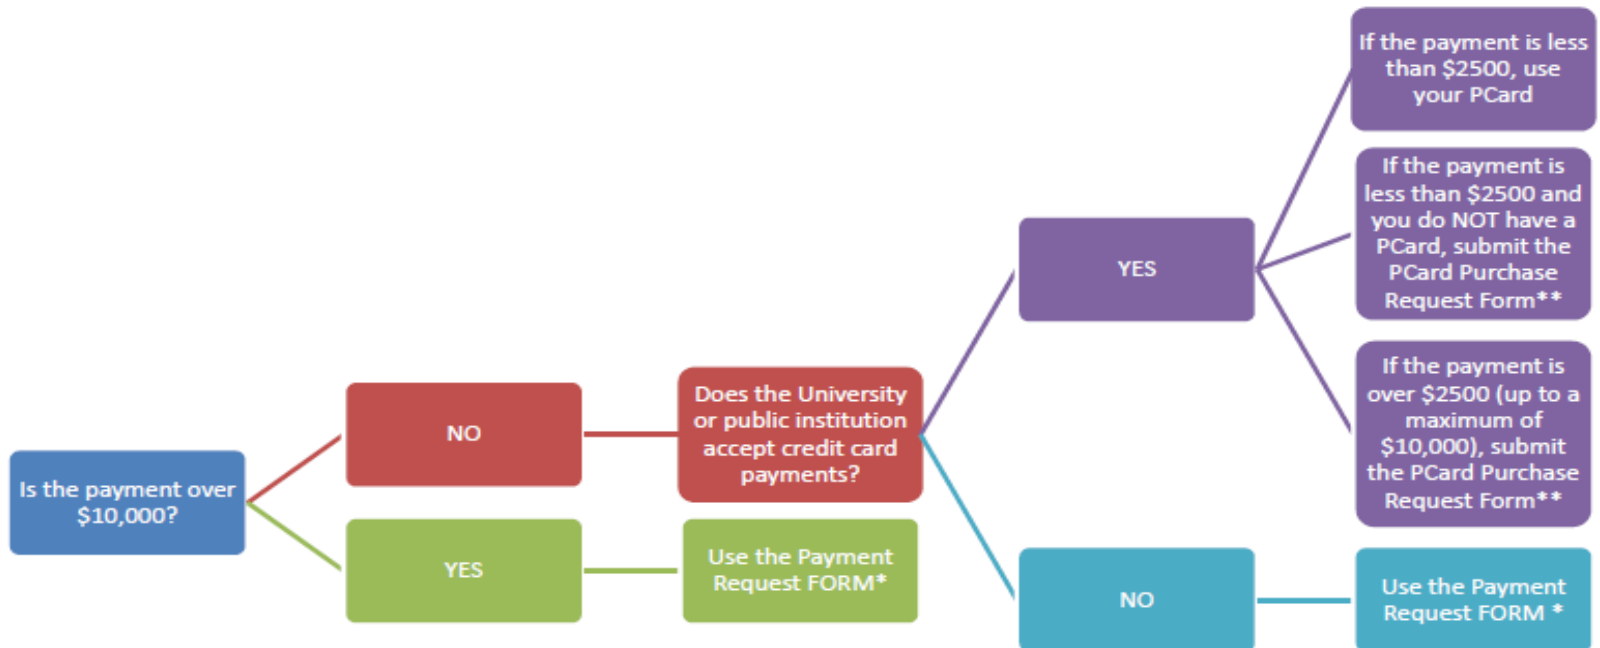 Is the payment over
$10,000?
NO
Does the University
or public institution
accept credit card
payments?
YES
If the payment is less
than $2500, use
your PCard
If the payment is
less than $2500 and
you do NOT have a
PCard, submit the
PCard Purchase
Request Form**
If the payment is
over $2500 (up to a
maximum of
$10,000), submit
the PCard Purchase
Request Form**
NO
Use the Payment
Request FORM *
YES
Use the Payment
Request FORM*